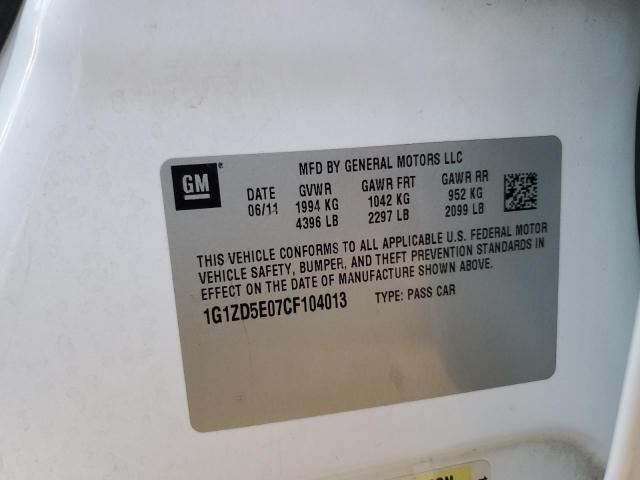 GM®
MFD BY GENERAL MOTORS LLC
DATE GVWR GAWR FRT GAWR RR
06/11 1994 KG 1042 KG 952 KG
4396 LB 2297 LB 2099 LB
THIS VEHICLE CONFORMS TO ALL APPLICABLE U.S. FEDERAL MOTOR
VEHICLE SAFETY, BUMPER, AND THEFT PREVENTION STANDARDS IN
EFFECT ON THE DATE OF MANUFACTURE SHOWN ABOVE.
1G1ZD5E07CF104013 TYPE: PASS CAR